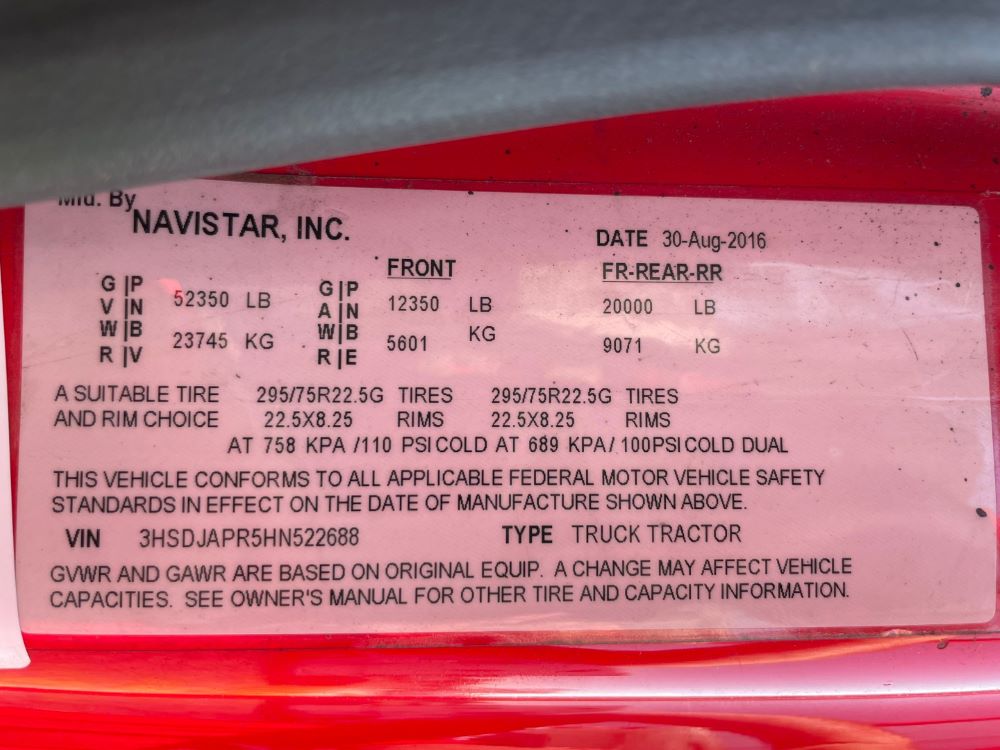 Mfd. By
NAVISTAR, INC.
DATE 30-Aug-2016
FRONT FR-REAR-RR
G|P 52350 LB G|P 12350 LB 20000 LB
V|N A|N
W|B 23745 KG W|B 5601 KG 9071 KG
R|V R|E
A SUITABLE TIRE 295/75R22.5G TIRES 295/75R22.5G TIRES
AND RIM CHOICE 22.5X8.25 RIMS 22.5X8.25 RIMS
AT 758 KPA /110 PSI COLD AT 689 KPA/ 100PSI COLD DUAL
THIS VEHICLE CONFORMS TO ALL APPLICABLE FEDERAL MOTOR VEHICLE SAFETY
STANDARDS IN EFFECT ON THE DATE OF MANUFACTURE SHOWN ABOVE.
VIN 3HSDJAPR5HN522688 TYPE TRUCK TRACTOR
GVWR AND GAWR ARE BASED ON ORIGINAL EQUIP. A CHANGE MAY AFFECT VEHICLE
CAPACITIES. SEE OWNER'S MANUAL FOR OTHER TIRE AND CAPACITY INFORMATION.